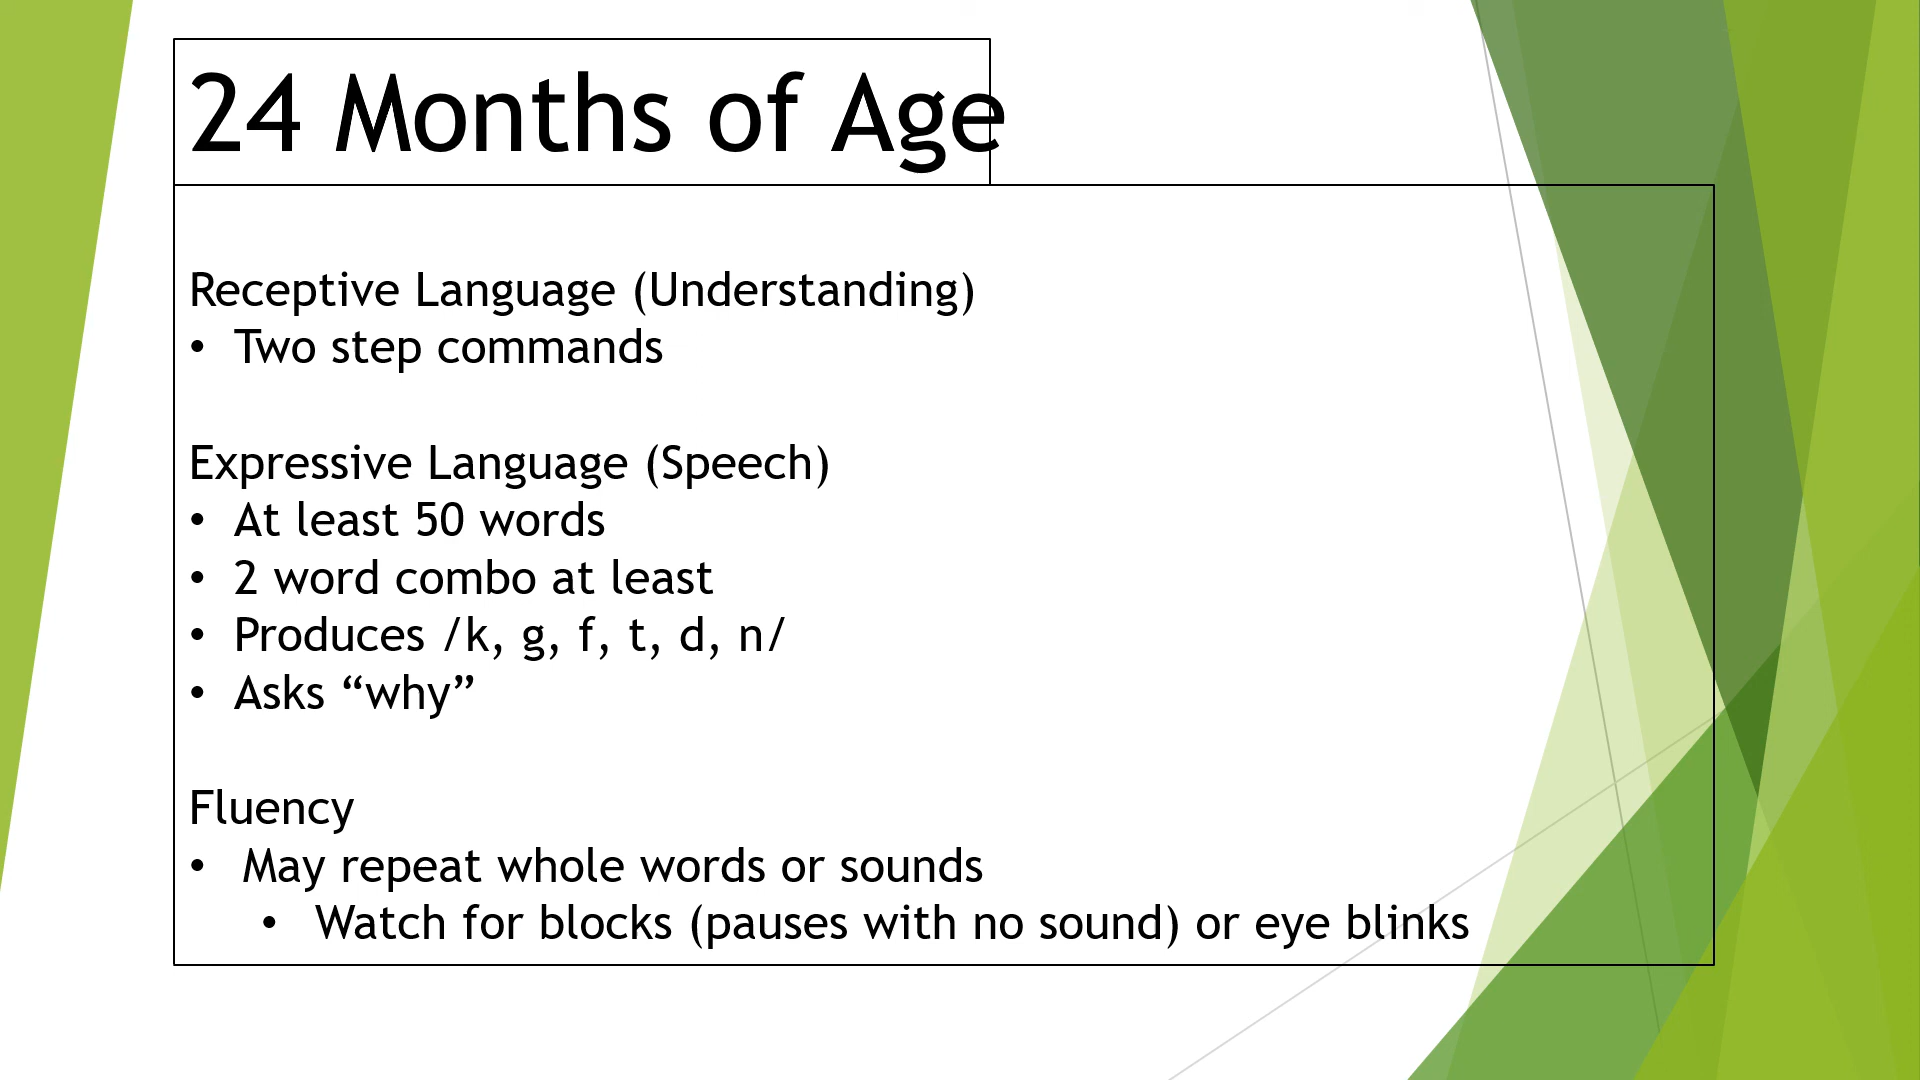 24 Months of Age
Receptive Language (Understanding)
• Two step commands
Expressive Language (Speech)
• At least 50 words
• 2 word combo at least
• Produces /k, g, f, t, d, n/
• Asks “why”
Fluency
• May repeat whole words or sounds
• Watch for blocks (pauses with no sound) or eye blinks